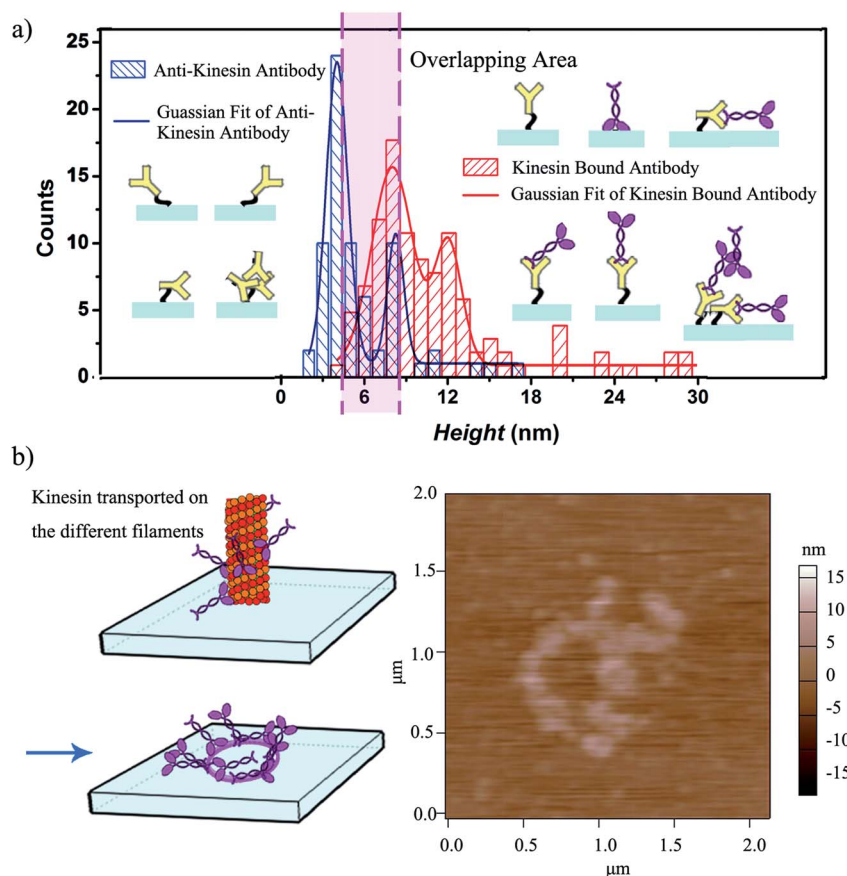 a)
25
20
15
10
5
0
Counts
Anti-Kinesin Antibody
Guassian Fit of Anti-
Kinesin Antibody
Overlapping Area
Kinesin Bound Antibody
Gaussian Fit of Kinesin Bound Antibody
0 6 12 18 24 30
Height (nm)
b)
Kinesin transported on
the different filaments
2.0
1.5
1.0
0.5
0.0
μm
0.0 0.5 1.0 1.5 2.0
μm
nm
15
10
5
0
-5
-10
-15